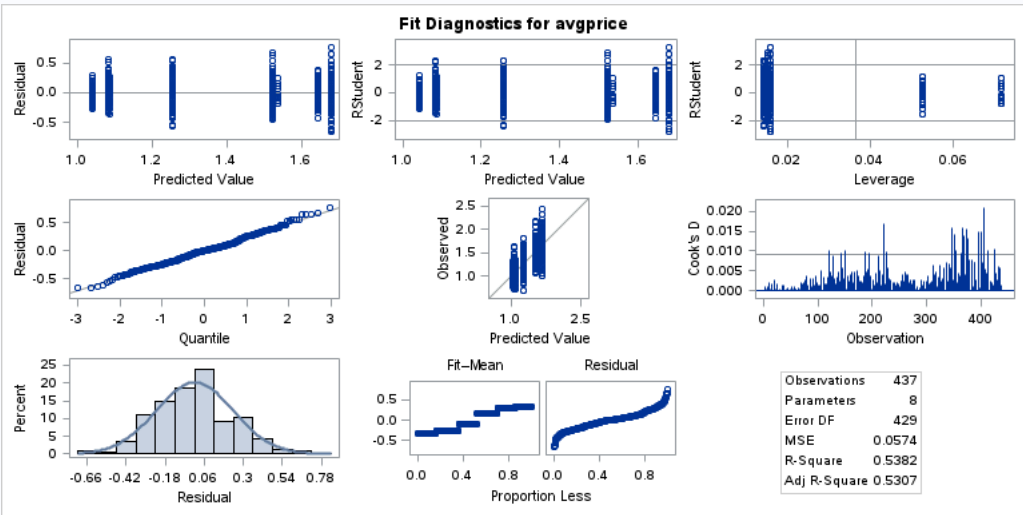 Fit Diagnostics for avgprice
Residual
0.5
0.0
-0.5
1.0 1.2 1.4 1.6
Predicted Value
RStudent
2
0
-2
1.0 1.2 1.4 1.6
Predicted Value
RStudent
2
0
-2
0.02 0.04 0.06
Leverage
Residual
0.5
0.0
-0.5
-3 -2 -1 0 1 2 3
Quantile
Observed
2.5
2.0
1.5
1.0
1.0 2.5
Predicted Value
Cook's D
0.020
0.015
0.010
0.005
0.000
0 100 200 300 400
Observation
Percent
25
20
15
10
5
0
-0.66 -0.42 -0.18 0.06 0.3 0.54 0.78
Residual
Fit–Mean Residual
0.5
0.0
-0.5
0.0 0.4 0.8 0.0 0.4 0.8
Proportion Less
Observations 437
Parameters 8
Error DF 429
MSE 0.0574
R-Square 0.5382
Adj R-Square 0.5307